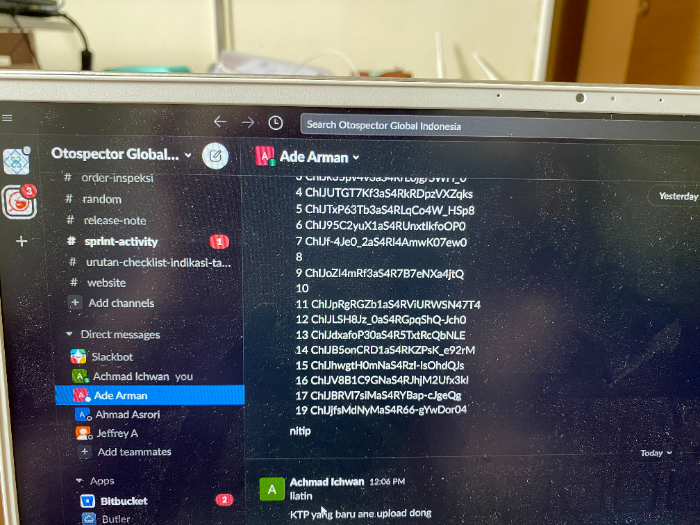 Search Otospector Global Indonesia
Otospector Global...
# order-inspeksi
# random
# release-note
# sprint-activity 1
# urutan-checklist-indikasi-ta...
# website
+ Add channels
Direct messages
Slackbot
Achmad Ichwan you
Ade Arman
Ahmad Asrori
Jeffrey A
+ Add teammates
Apps
Bitbucket 2
Butler
3
+
A Ade Arman
Yesterday
4 ChIJUTGT7Kf3aS4RkRDpzVXZqks
5 ChIJTxP63Tb3aS4RLqCo4W_HSp8
6 ChIJ95C2yuX1aS4RUnxtIkfoOP0
7 ChIJf-4Je0_2aS4RI4AmwK07ew0
8
9 ChIJoZI4mRf3aS4R7B7eNXa4jtQ
10
11 ChIJpRgRGZb1aS4RViURWSN47T4
12 ChIJLSH8Jz_0aS4RGpqShQ-Jch0
13 ChIJdxafoP30aS4R5TxtRcQbNLE
14 ChIJB5onCRD1aS4RKZPsK_e92rM
15 ChIJhwgtH0mNaS4RzI-IsOhdQJs
16 ChIJV8B1C9GNaS4RJhjM2Ufx3kI
17 ChIJBRVI7slMaS4RYBap-cJgeQg
19 ChIJjfsMdNyMaS4R66-gYwDor04
nitip
Today
A Achmad Ichwan 12:06 PM
Ilatin
KTP yang baru ane upload dong